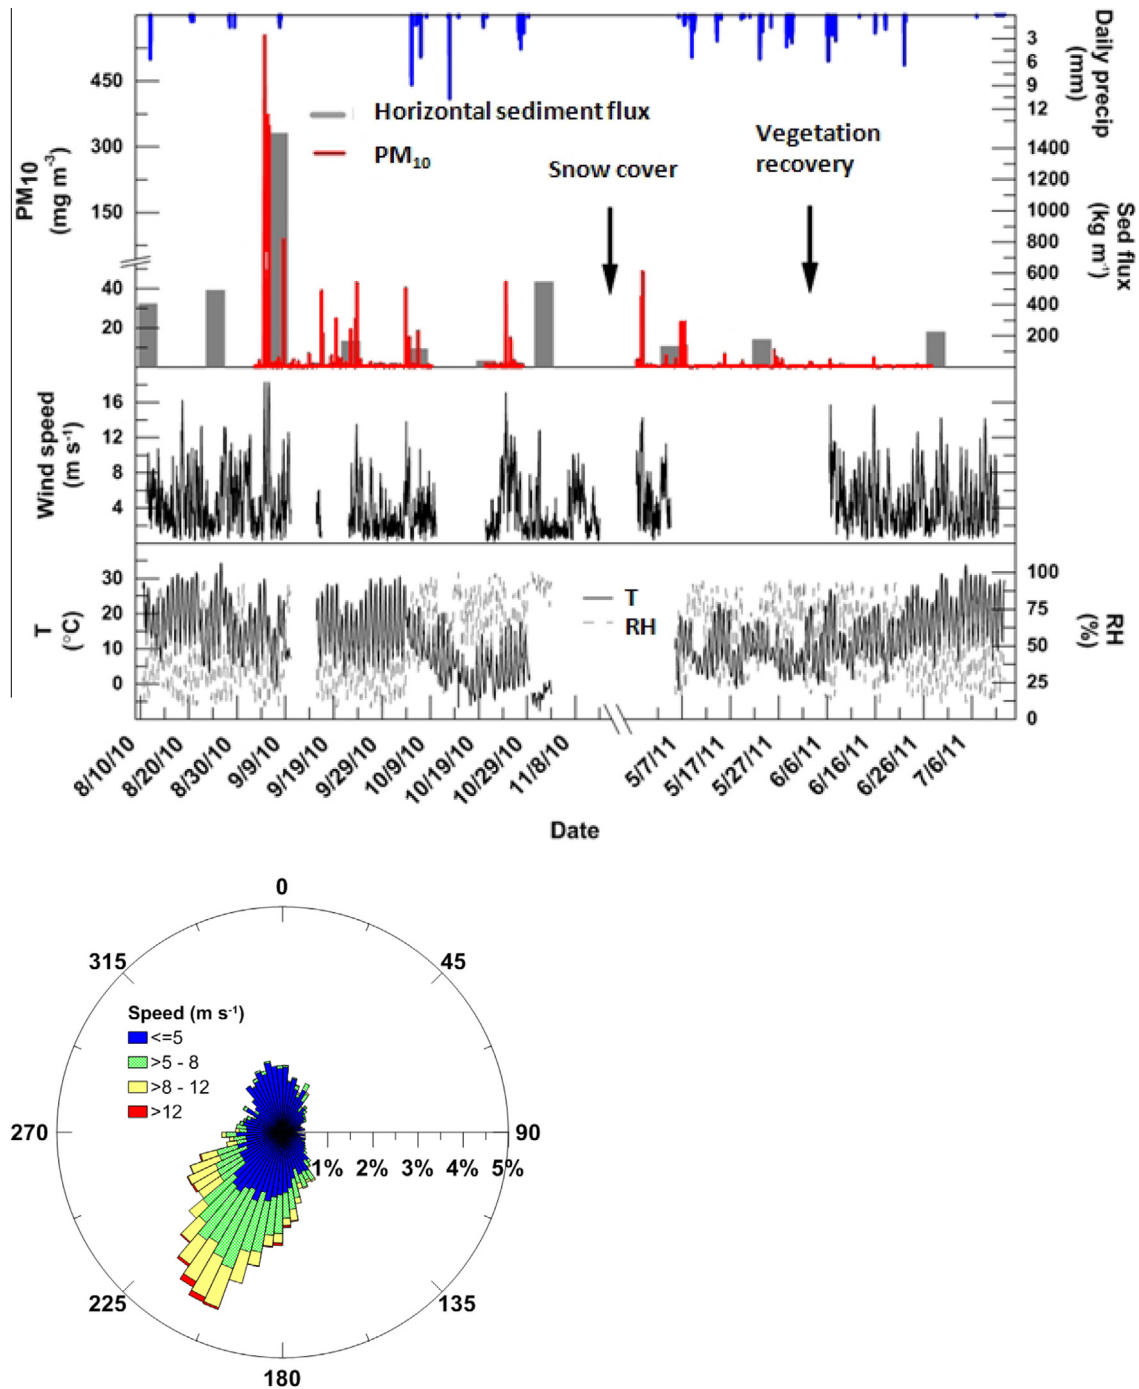 Daily precip
(mm)
3
6
9
12
450
300
150
40
20
PM10
(mg m-3)
Horizontal sediment flux
PM10
Snow cover
Vegetation
recovery
1400
1200
1000
800
600
400
200
Sed flux
(kg m-1)
16
12
8
4
Wind speed
(m s-1)
30
20
10
0
T
(°C)
T
RH
100
75
50
25
0
RH
(%)
8/10/10
8/20/10
8/30/10
9/9/10
9/19/10
9/29/10
10/9/10
10/19/10
10/29/10
11/8/10
5/7/11
5/17/11
5/27/11
6/6/11
6/16/11
6/26/11
7/6/11
Date
0
315
45
Speed (m s-1)
<=5
>5 - 8
>8 - 12
>12
270
90
1% 2% 3% 4% 5%
225
135
180